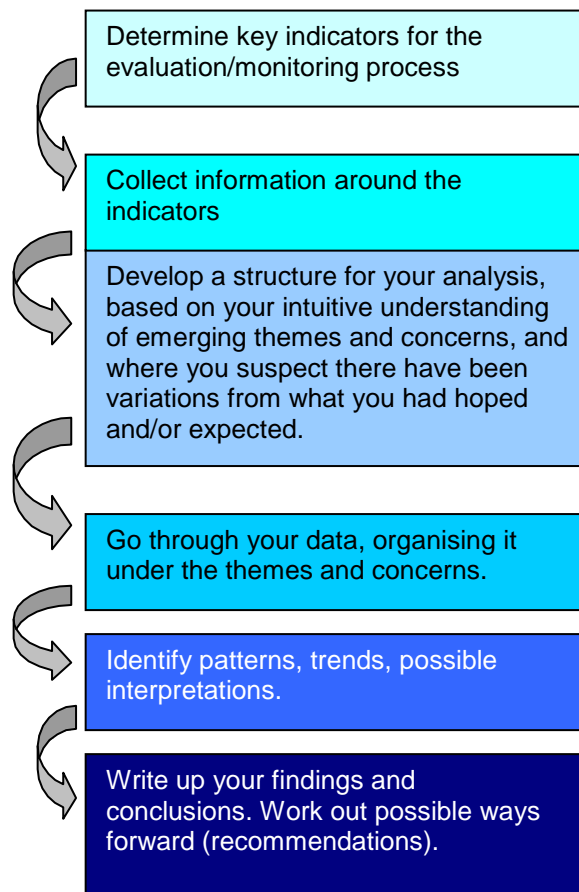 Determine key indicators for the
evaluation/monitoring process
Collect information around the
indicators
Develop a structure for your analysis,
based on your intuitive understanding
of emerging themes and concerns, and
where you suspect there have been
variations from what you had hoped
and/or expected.
Go through your data, organising it
under the themes and concerns.
Identify patterns, trends, possible
interpretations.
Write up your findings and
conclusions. Work out possible ways
forward (recommendations).